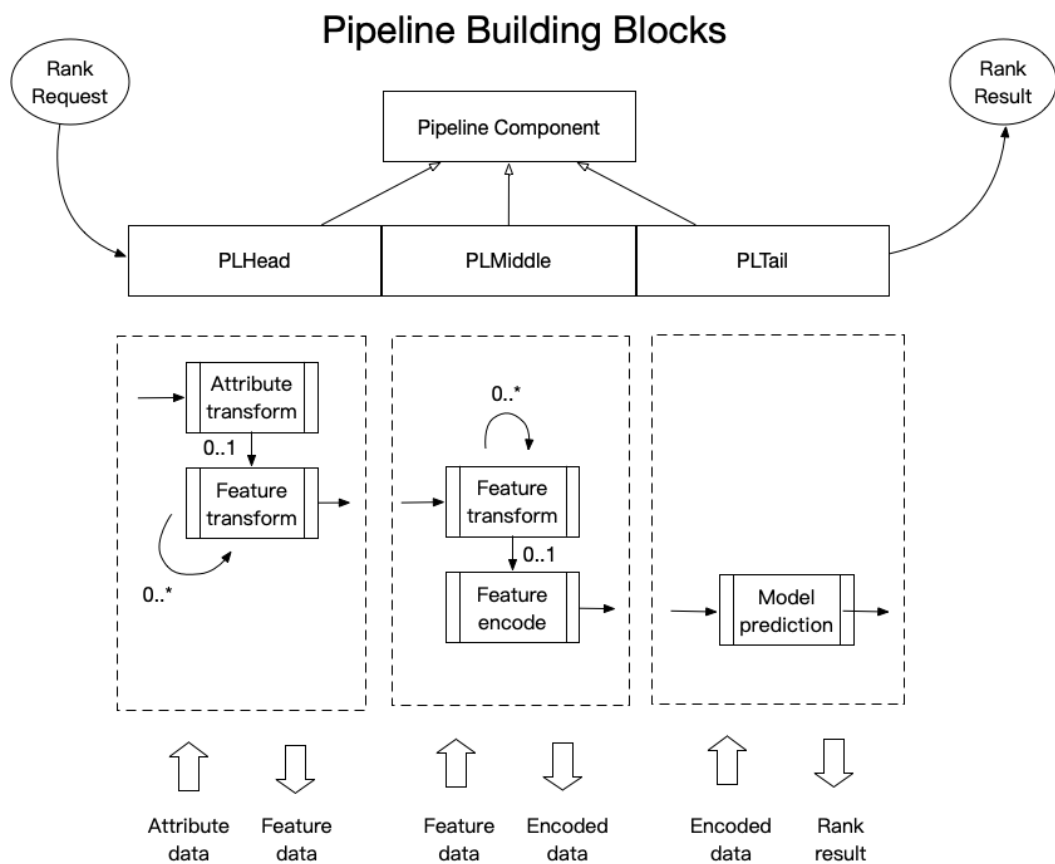 Pipeline Building Blocks
Rank
Request
Rank
Result
Pipeline Component
PLHead
PLMiddle
PLTail
Attribute
transform
0..1
Feature
transform
0..*
0..*
Feature
transform
0..1
Feature
encode
Model
prediction
Attribute
data
Feature
data
Feature
data
Encoded
data
Encoded
data
Rank
result